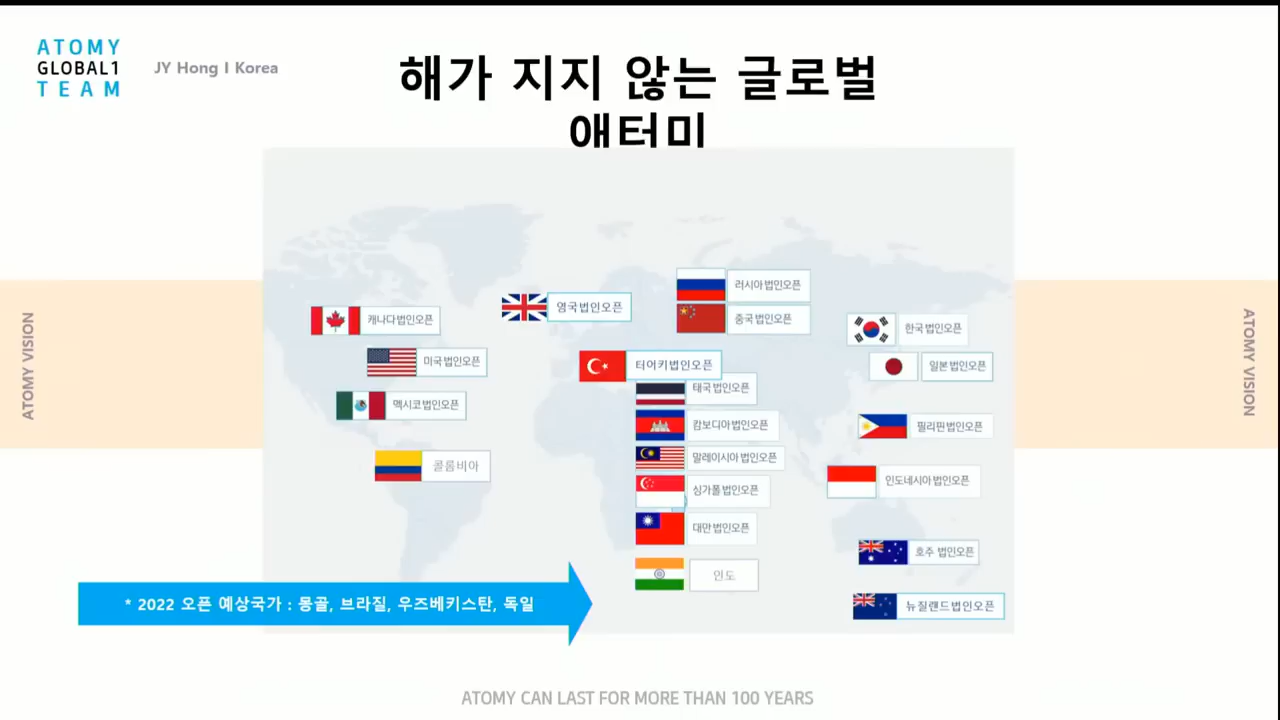 ATOMY
GLOBAL1
TEAM
JY Hong I Korea
해가 지지 않는 글로벌
애터미
러시아법인오픈
영국법인오픈
중국법인오픈
캐나다법인오픈
한국법인오픈
미국법인오픈
터어키법인오픈
일본법인오픈
태국법인오픈
멕시코법인오픈
캄보디아법인오픈
필리핀법인오픈
말레이시아법인오픈
콜롬비아
인도네시아법인오픈
싱가폴법인오픈
대만법인오픈
호주 법인오픈
인도
뉴질랜드법인오픈
* 2022 오픈 예상국가 : 몽골, 브라질, 우즈베키스탄, 독일
ATOMY VISION
ATOMY VISION
ATOMY CAN LAST FOR MORE THAN 100 YEARS